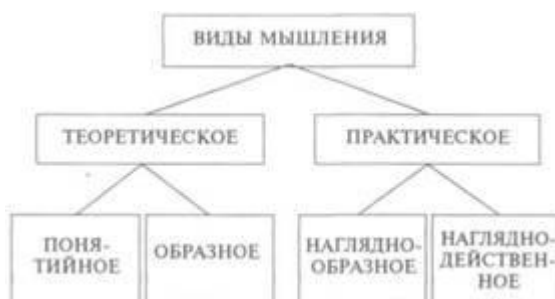 ВИДЫ МЫШЛЕНИЯ
ТЕОРЕТИЧЕСКОЕ
ПРАКТИЧЕСКОЕ
ПОНЯ-
ТИЙНОЕ
ОБРАЗНОЕ
НАГЛЯДНО-
ОБРАЗНОЕ
НАГЛЯДНО-
ДЕЙСТВЕН-
НОЕ